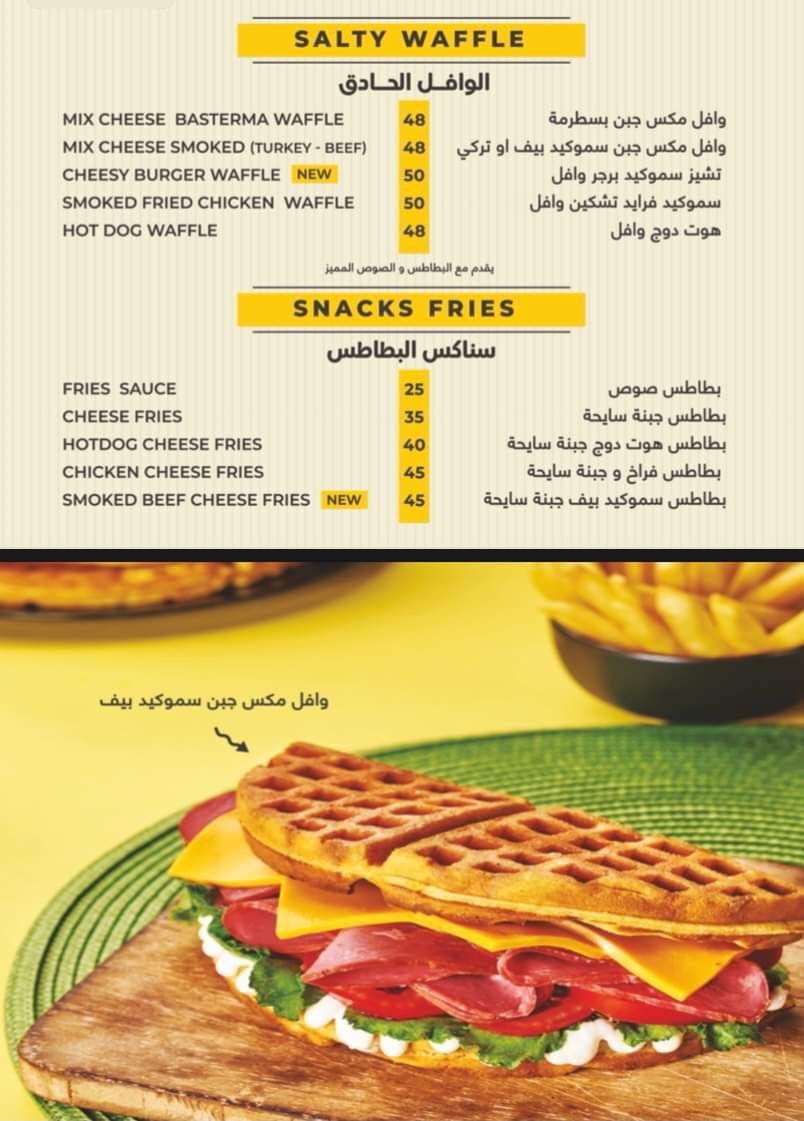 SALTY WAFFLE
الوافل الحادق
MIX CHEESE BASTERMA WAFFLE 48 وافل مكس جبن بسطرمة
MIX CHEESE SMOKED (TURKEY - BEEF) 48 وافل مكس جبن سموكيد بيف او تركي
CHEESY BURGER WAFFLE NEW 50 تشيز سموكيد برجر وافل
SMOKED FRIED CHICKEN WAFFLE 50 سموكيد فرايد تشكين وافل
HOT DOG WAFFLE 48 هوت دوج وافل
يقدم مع البطاطس و الصوص المميز
SNACKS FRIES
سناكس البطاطس
FRIES SAUCE 25 بطاطس صوص
CHEESE FRIES 35 بطاطس جبنة سايحة
HOTDOG CHEESE FRIES 40 بطاطس هوت دوج جبنة سايحة
CHICKEN CHEESE FRIES 45 بطاطس فراخ و جبنة سايحة
SMOKED BEEF CHEESE FRIES NEW 45 بطاطس سموكيد بيف جبنة سايحة
وافل مكس جبن سموكيد بيف